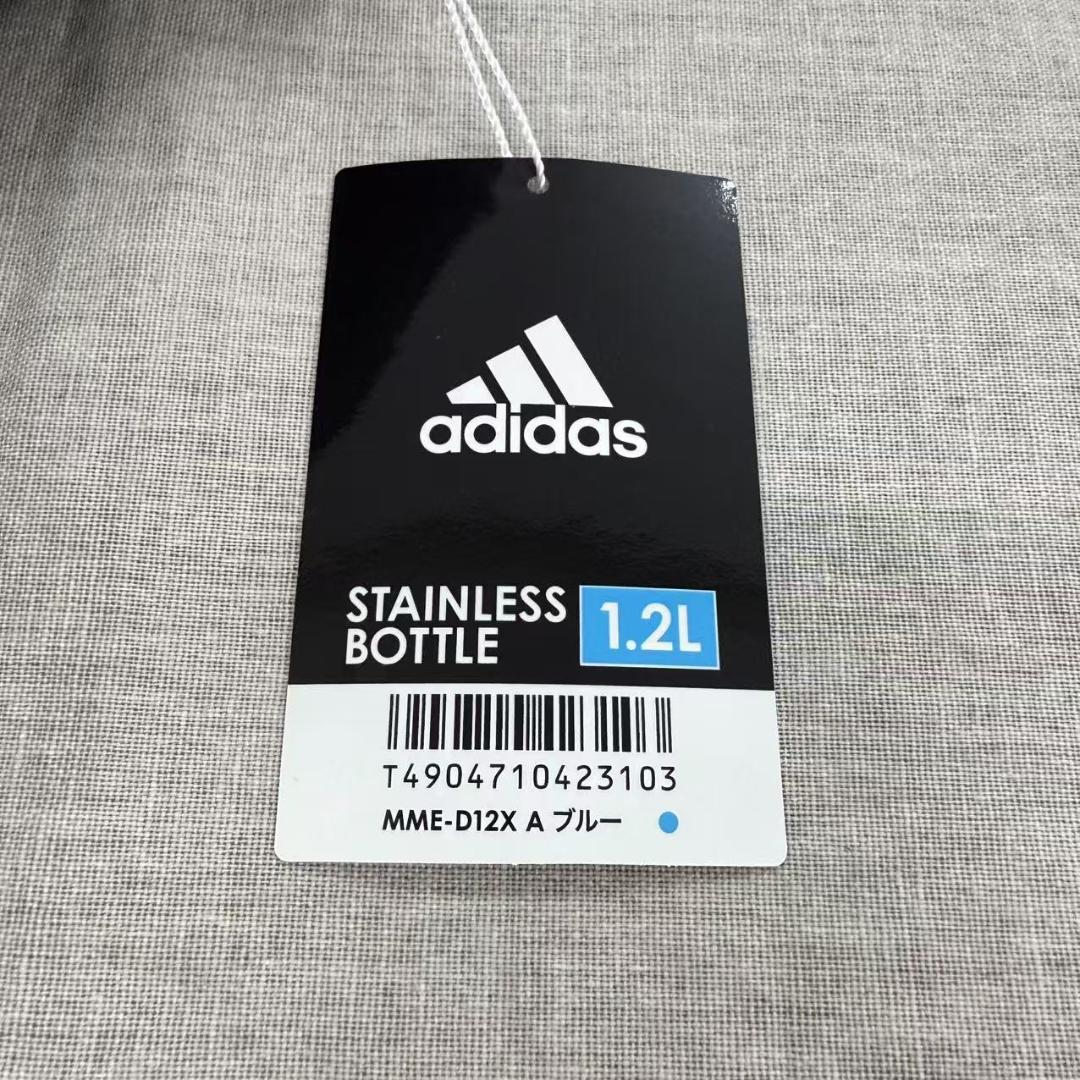 adidas
STAINLESS
BOTTLE
1.2L
T4904710423103
MME-D12X A ブルー